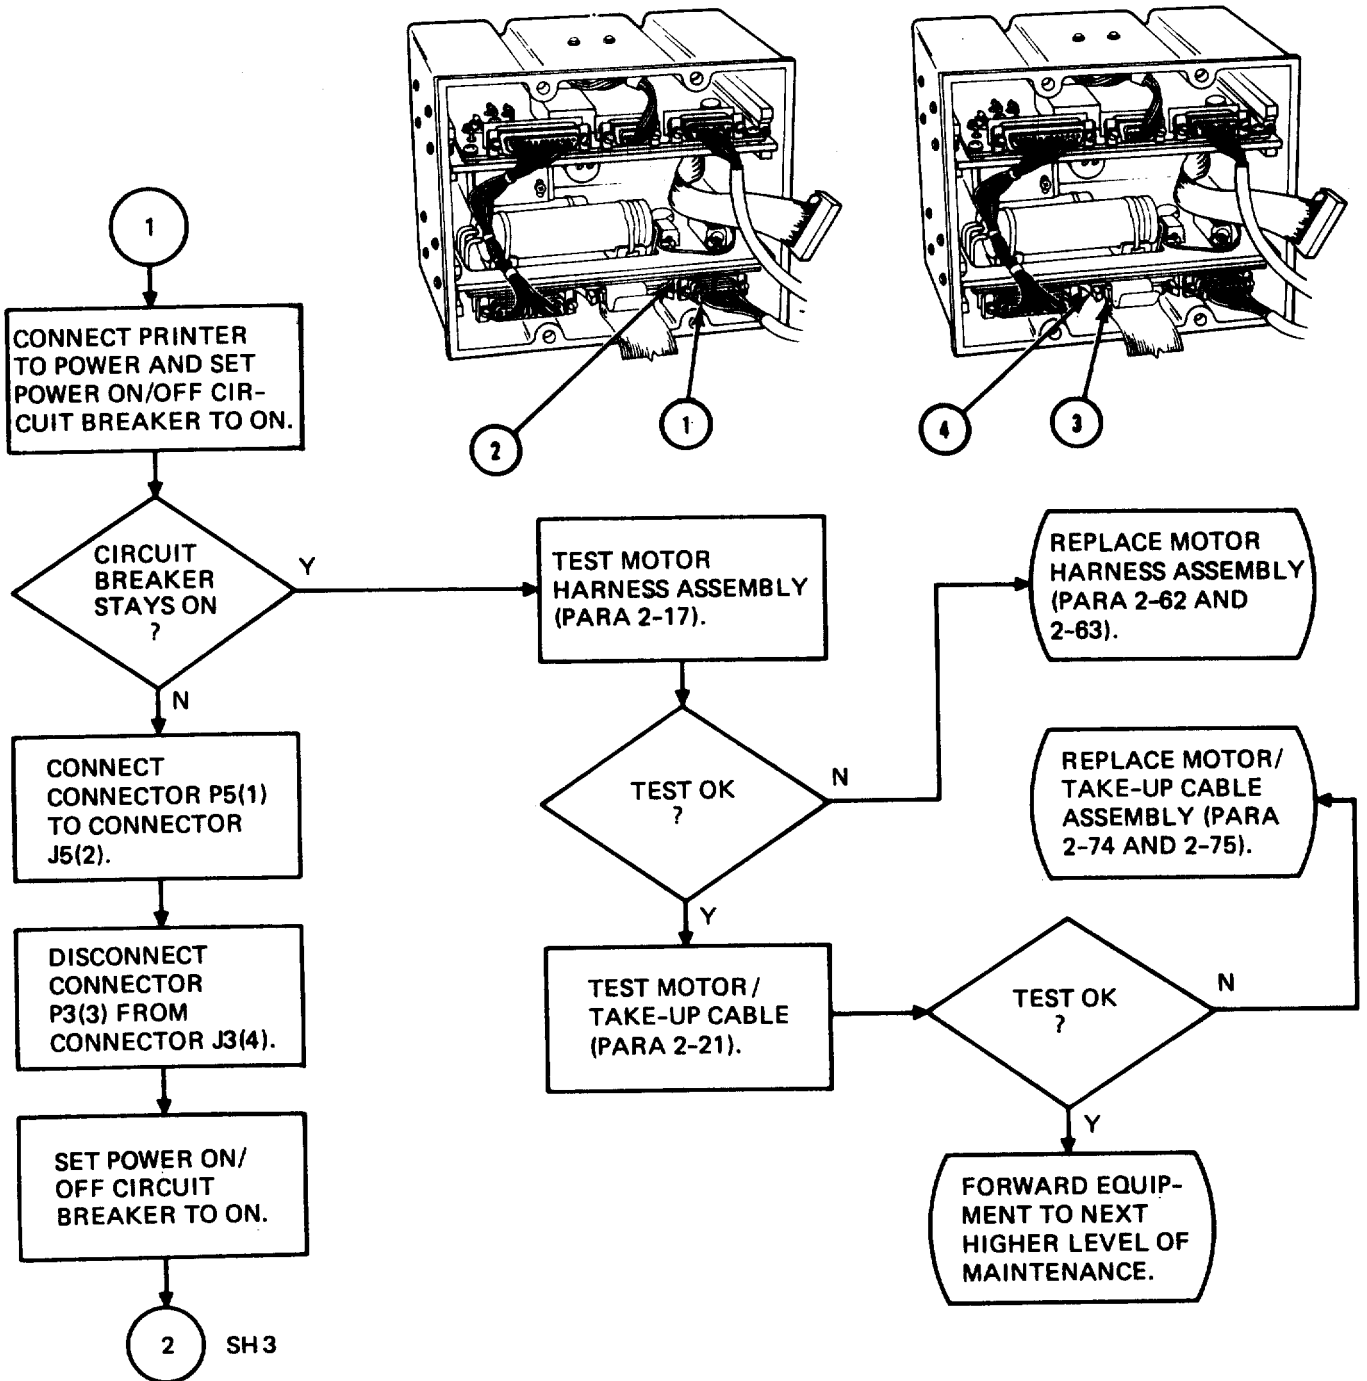 1
CONNECT PRINTER
TO POWER AND SET
POWER ON/OFF CIR-
CUIT BREAKER TO ON.
CIRCUIT
BREAKER
STAYS ON
?
Y
N
CONNECT
CONNECTOR P5(1)
TO CONNECTOR
J5(2).
DISCONNECT
CONNECTOR
P3(3) FROM
CONNECTOR J3(4).
SET POWER ON/
OFF CIRCUIT
BREAKER TO ON.
2 SH 3
2
1
4
3
TEST MOTOR
HARNESS ASSEMBLY
(PARA 2-17).
TEST OK
?
N
Y
REPLACE MOTOR
HARNESS ASSEMBLY
(PARA 2-62 AND
2-63).
TEST MOTOR/
TAKE-UP CABLE
(PARA 2-21).
TEST OK
?
N
Y
REPLACE MOTOR/
TAKE-UP CABLE
ASSEMBLY (PARA
2-74 AND 2-75).
FORWARD EQUIP-
MENT TO NEXT
HIGHER LEVEL OF
MAINTENANCE.